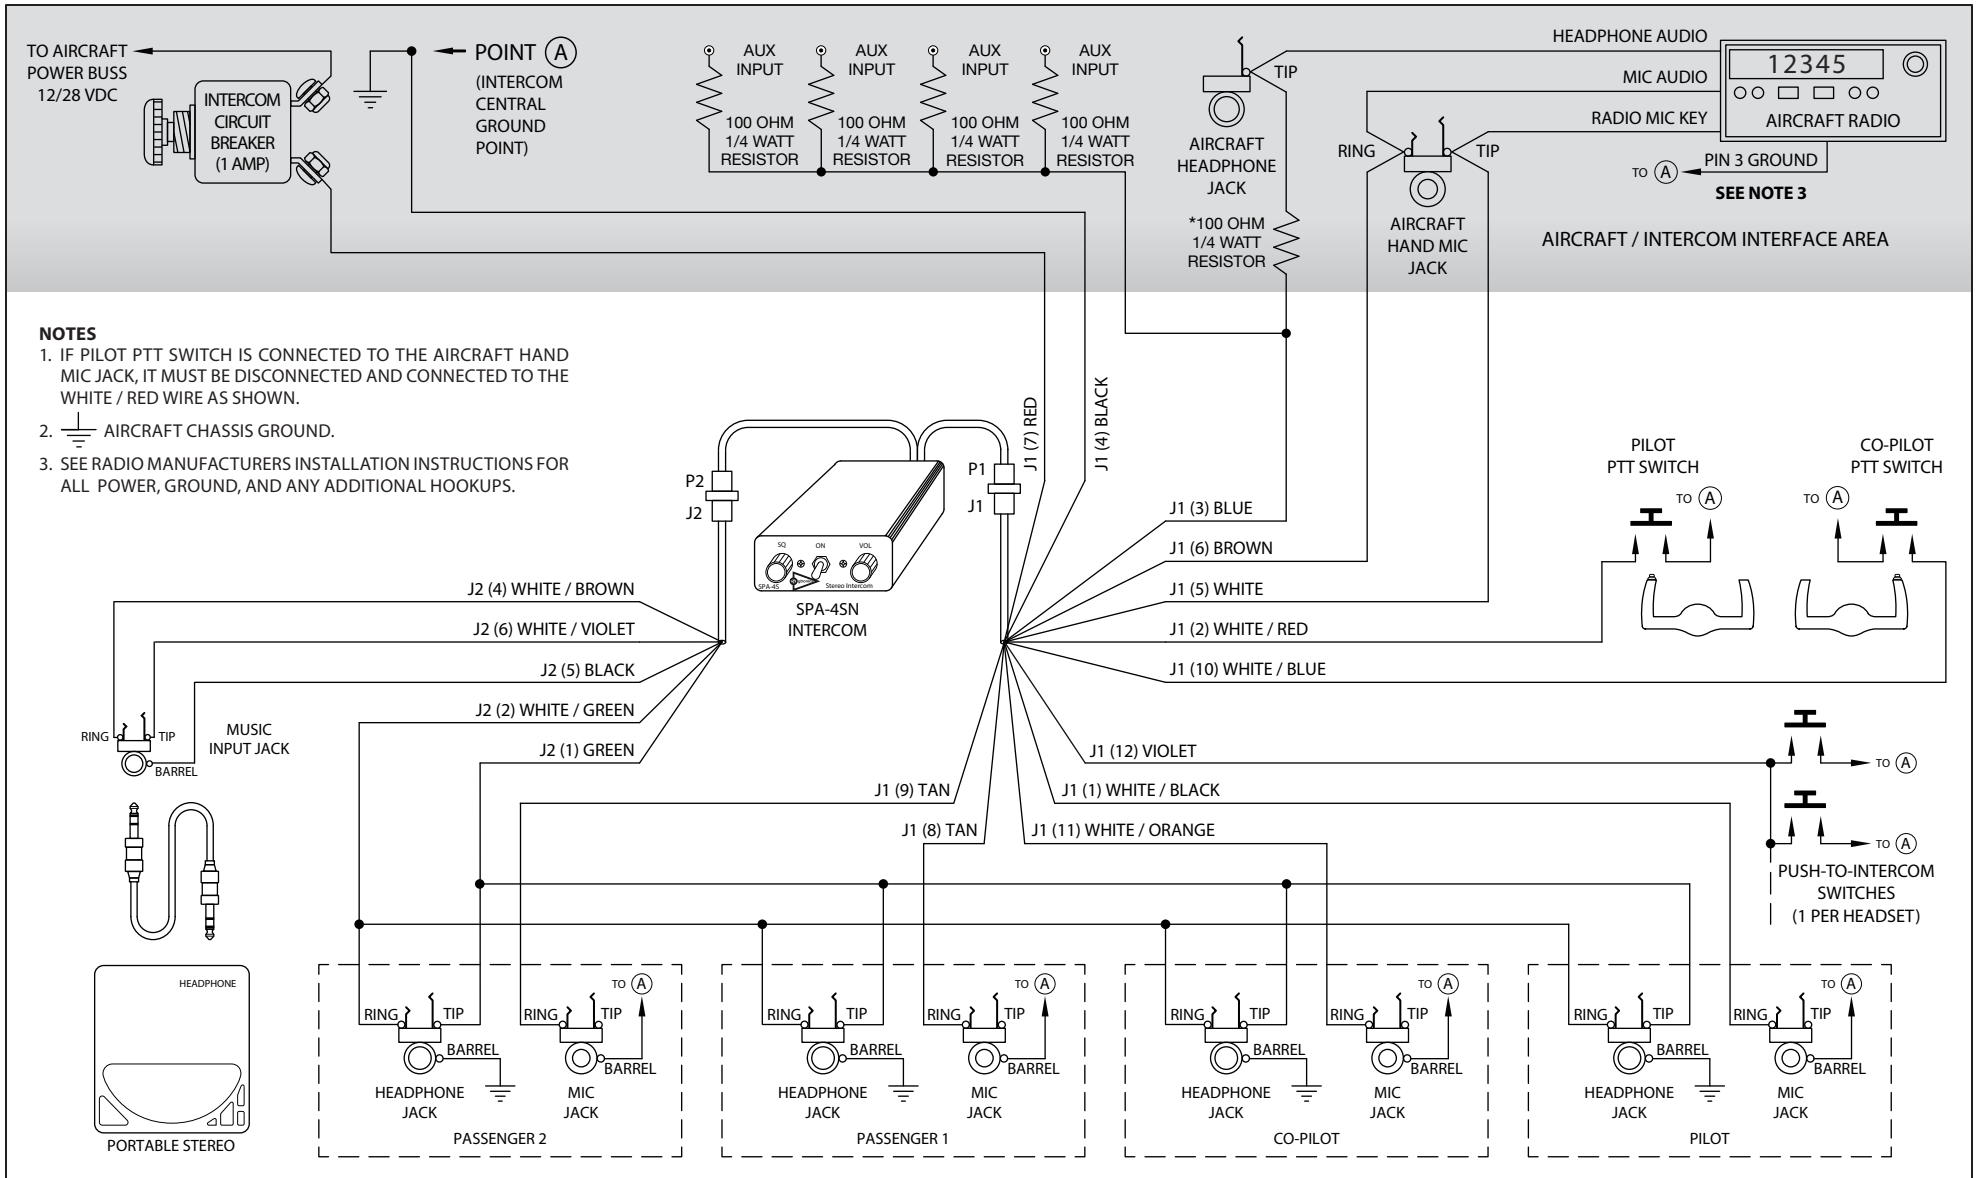 TO AIRCRAFT
POWER BUSS
12/28 VDC
INTERCOM
CIRCUIT
BREAKER
(1 AMP)
POINT A
(INTERCOM
CENTRAL
GROUND
POINT)
AUX
INPUT
100 OHM
1/4 WATT
RESISTOR
AUX
INPUT
100 OHM
1/4 WATT
RESISTOR
AUX
INPUT
100 OHM
1/4 WATT
RESISTOR
AUX
INPUT
100 OHM
1/4 WATT
RESISTOR
TIP
AIRCRAFT
HEADPHONE
JACK
*100 OHM
1/4 WATT
RESISTOR
HEADPHONE AUDIO
MIC AUDIO
RADIO MIC KEY
RING
TIP
AIRCRAFT
HAND MIC
JACK
12345
AIRCRAFT RADIO
PIN 3 GROUND
TO A
SEE NOTE 3
AIRCRAFT / INTERCOM INTERFACE AREA
NOTES
1. IF PILOT PTT SWITCH IS CONNECTED TO THE AIRCRAFT HAND
MIC JACK, IT MUST BE DISCONNECTED AND CONNECTED TO THE
WHITE / RED WIRE AS SHOWN.
2. AIRCRAFT CHASSIS GROUND.
3. SEE RADIO MANUFACTURERS INSTALLATION INSTRUCTIONS FOR
ALL POWER, GROUND, AND ANY ADDITIONAL HOOKUPS.
P2
J2
P1
J1
SQ
ON
VOL
SPA-4S
Stereo Intercom
SPA-4SN
INTERCOM
J1 (7) RED
J1 (4) BLACK
J1 (3) BLUE
J1 (6) BROWN
J1 (5) WHITE
J1 (2) WHITE / RED
J1 (10) WHITE / BLUE
PILOT
PTT SWITCH
TO A
CO-PILOT
PTT SWITCH
TO A
J2 (4) WHITE / BROWN
J2 (6) WHITE / VIOLET
J2 (5) BLACK
J2 (2) WHITE / GREEN
J2 (1) GREEN
RING
TIP
BARREL
MUSIC
INPUT JACK
J1 (9) TAN
J1 (8) TAN
J1 (12) VIOLET
J1 (1) WHITE / BLACK
J1 (11) WHITE / ORANGE
TO A
TO A
PUSH-TO-INTERCOM
SWITCHES
(1 PER HEADSET)
HEADPHONE
PORTABLE STEREO
RING
TIP
BARREL
HEADPHONE
JACK
TO A
RING
TIP
BARREL
MIC
JACK
PASSENGER 2
RING
TIP
BARREL
HEADPHONE
JACK
TO A
RING
TIP
BARREL
MIC
JACK
PASSENGER 1
RING
TIP
BARREL
HEADPHONE
JACK
TO A
RING
TIP
BARREL
MIC
JACK
CO-PILOT
RING
TIP
BARREL
HEADPHONE
JACK
TO A
RING
TIP
BARREL
MIC
JACK
PILOT